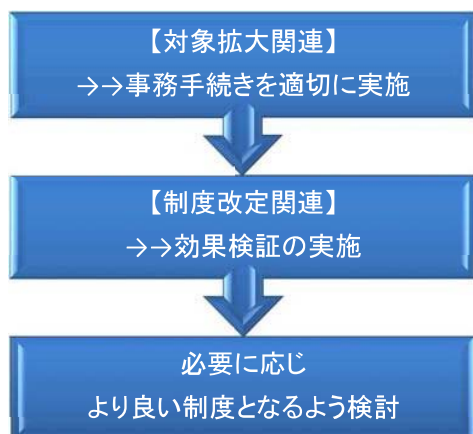 【対象拡大関連】
→→事務手続きを適切に実施
【制度改定関連】
→→効果検証の実施
必要に応じ
より良い制度となるよう検討